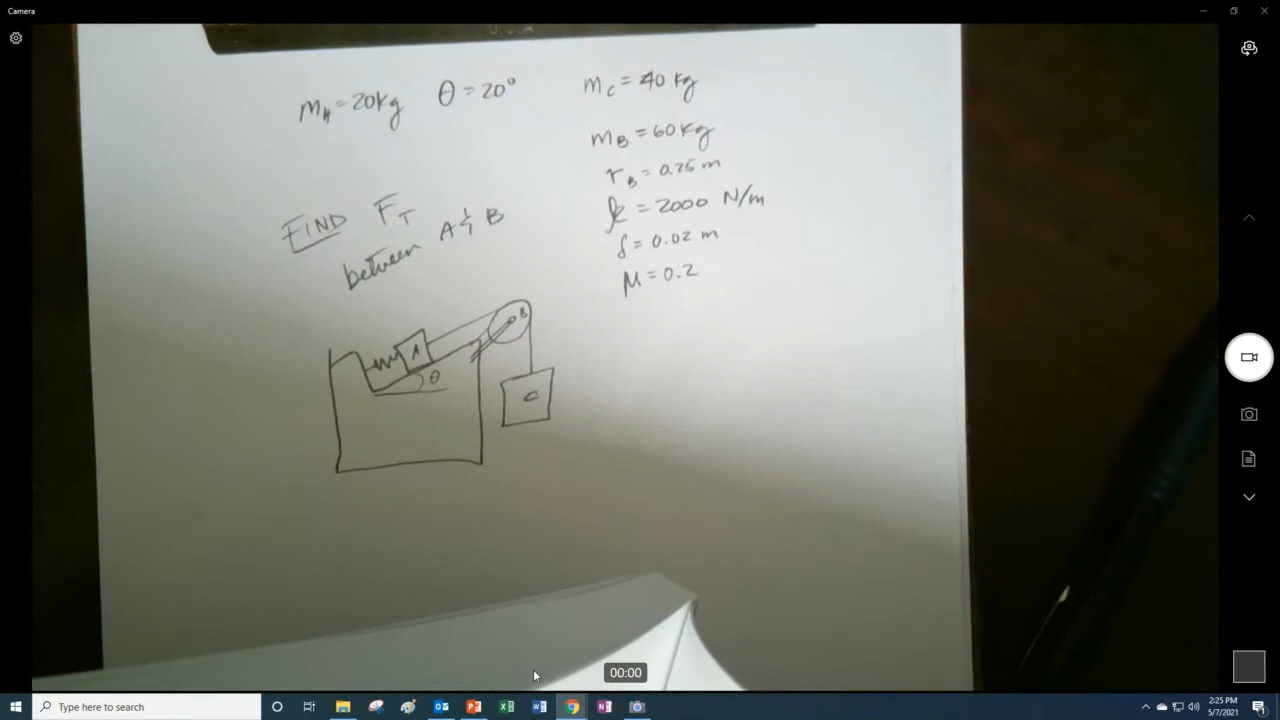 Camera
m_A = 20kg θ = 20°
m_C = 40 kg
m_B = 60 kg
r_B = 0.25 m
k = 2000 N/m
δ = 0.02 m
μ = 0.2
FIND F_T
between A & B
A
B
θ
C
00:00
Type here to search
2:25 PM
5/7/2021